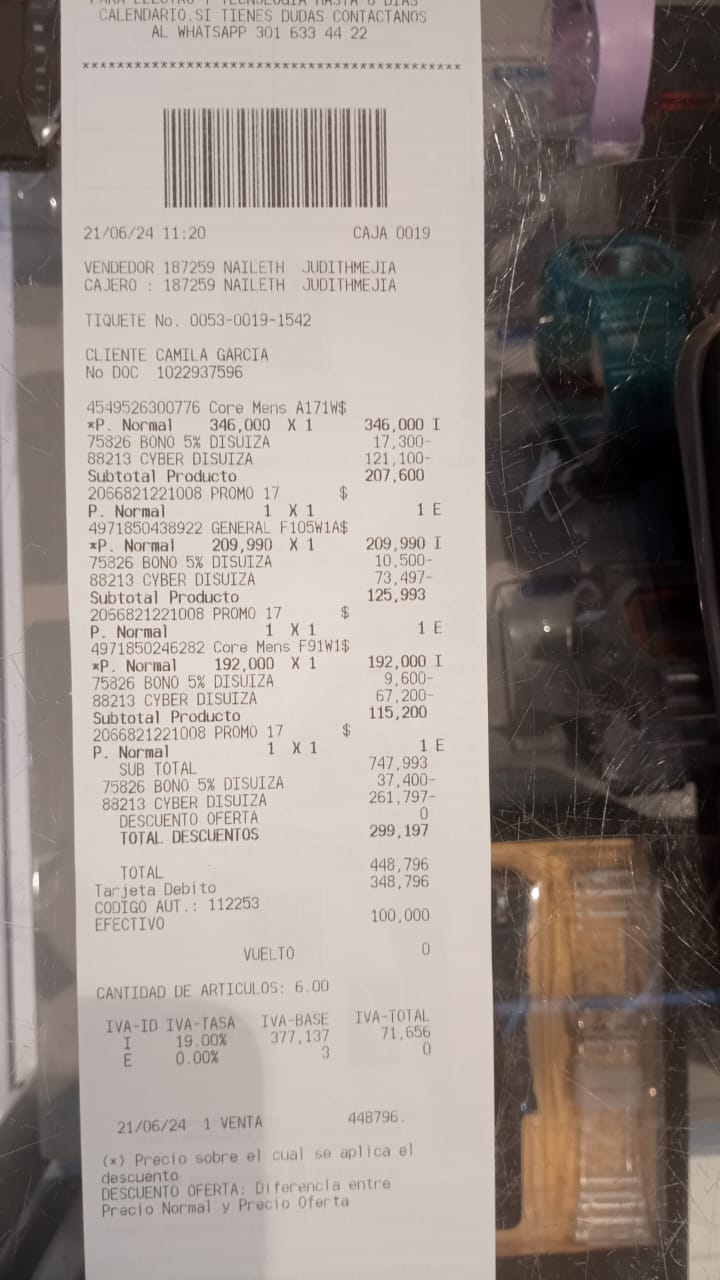 PARA ELECTRO Y TECNOLOGIA HASTA 8 DIAS
CALENDARIO.SI TIENES DUDAS CONTACTANOS
AL WHATSAPP 301 633 44 22
******************************************
21/06/24 11:20 CAJA 0019
VENDEDOR 187259 NAILETH JUDITHMEJIA
CAJERO : 187259 NAILETH JUDITHMEJIA
TIQUETE No. 0053-0019-1542
CLIENTE CAMILA GARCIA
No DOC 1022937596
4549526300776 Core Mens A171W$
*P. Normal 346,000 X 1 346,000 I
75826 BONO 5% DISUIZA 17,300-
88213 CYBER DISUIZA 121,100-
Subtotal Producto 207,600
2066821221008 PROMO 17 $
P. Normal 1 X 1 1 E
4971850438922 GENERAL F105W1A$
*P. Normal 209,990 X 1 209,990 I
75826 BONO 5% DISUIZA 10,500-
88213 CYBER DISUIZA 73,497-
Subtotal Producto 125,993
2066821221008 PROMO 17 $
P. Normal 1 X 1 1 E
4971850246282 Core Mens F91W1$
*P. Normal 192,000 X 1 192,000 I
75826 BONO 5% DISUIZA 9,600-
88213 CYBER DISUIZA 67,200-
Subtotal Producto 115,200
2066821221008 PROMO 17 $
P. Normal 1 X 1 1 E
SUB TOTAL 747,993
75826 BONO 5% DISUIZA 37,400-
88213 CYBER DISUIZA 261,797-
DESCUENTO OFERTA 0
TOTAL DESCUENTOS 299,197
TOTAL 448,796
Tarjeta Debito 348,796
CODIGO AUT.: 112253
EFECTIVO 100,000
VUELTO 0
CANTIDAD DE ARTICULOS: 6.00
IVA-ID IVA-TASA IVA-BASE IVA-TOTAL
I 19.00% 377,137 71,656
E 0.00% 3 0
21/06/24 1 VENTA 448796.
(*) Precio sobre el cual se aplica el
descuento
DESCUENTO OFERTA: Diferencia entre
Precio Normal y Precio Oferta